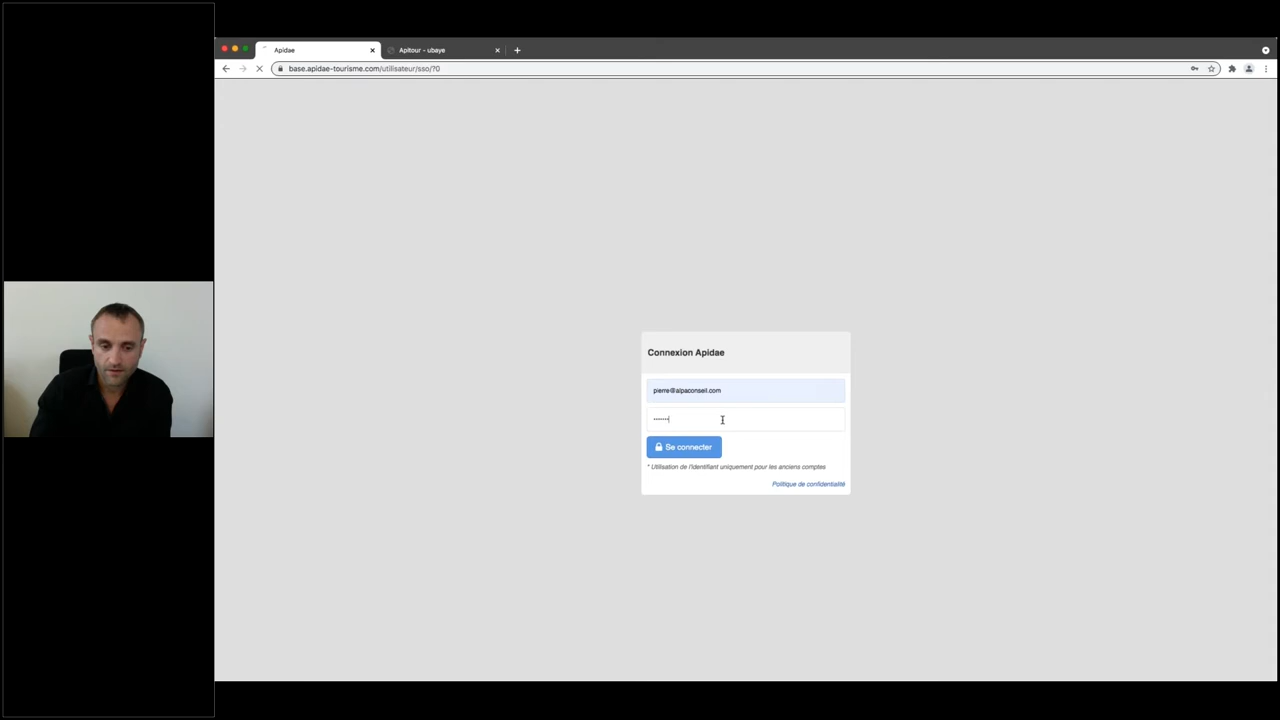 Apidae
Apitour - ubaye
base.apidae-tourisme.com/utilisateur/sso/?0
Connexion Apidae
pierre@alpaconseil.com
Se connecter
* Utilisation de l'identifiant uniquement pour les anciens comptes
Politique de confidentialité